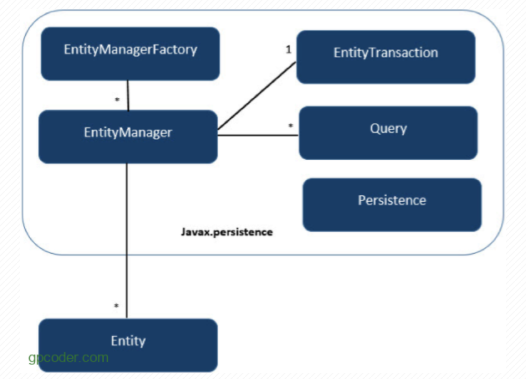 EntityManagerFactory
1
EntityTransaction
*
EntityManager
*
Query
Persistence
Javax.persistence
*
Entity
gpcoder.com